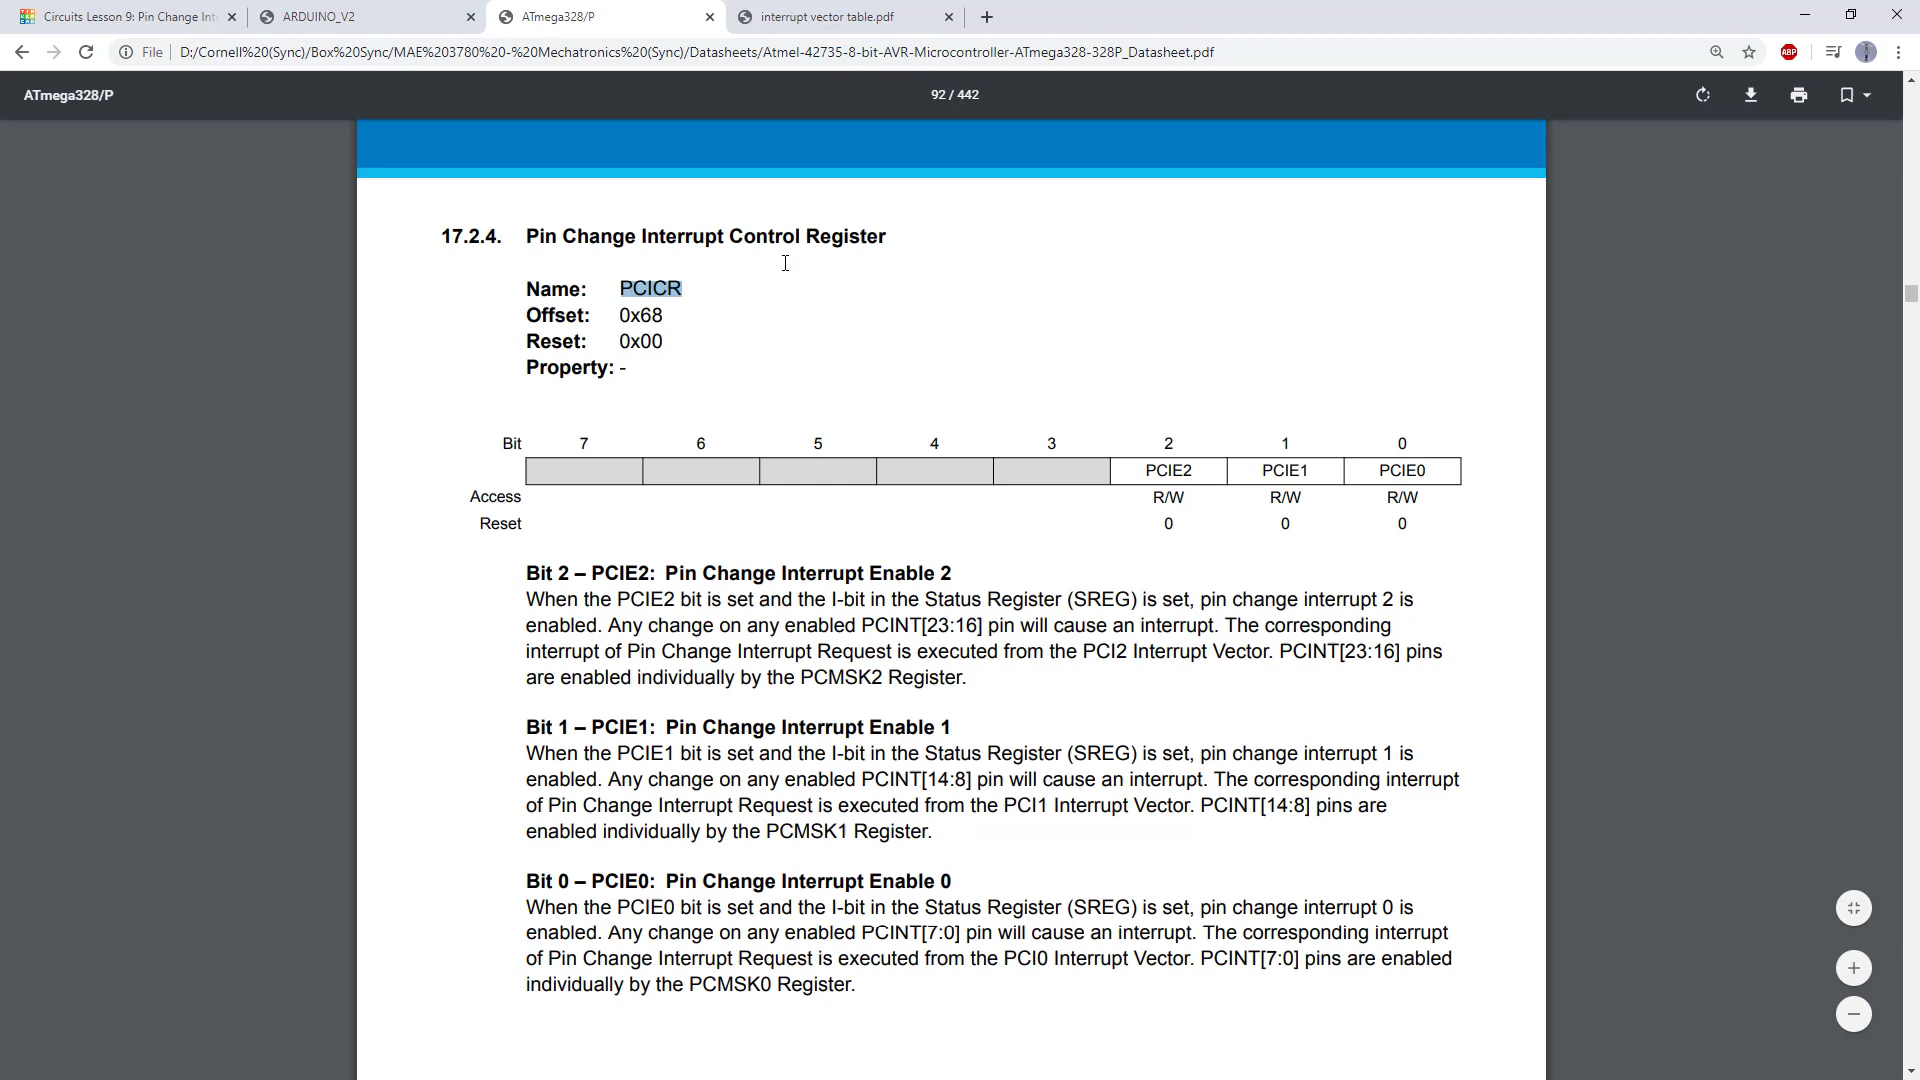 Circuits Lesson 9: Pin Change Int
ARDUINO_V2
ATmega328/P
interrupt vector table.pdf
File
D:/Cornell%20(Sync)/Box%20Sync/MAE%203780%20-%20Mechatronics%20(Sync)/Datasheets/Atmel-42735-8-bit-AVR-Microcontroller-ATmega328-328P_Datasheet.pdf
ABP
ATmega328/P
92 / 442
17.2.4. Pin Change Interrupt Control Register
Name: PCICR
Offset: 0x68
Reset: 0x00
Property: -
Bit 7 6 5 4 3 2 1 0
PCIE2 PCIE1 PCIE0
Access R/W R/W R/W
Reset 0 0 0
Bit 2 – PCIE2: Pin Change Interrupt Enable 2
When the PCIE2 bit is set and the I-bit in the Status Register (SREG) is set, pin change interrupt 2 is
enabled. Any change on any enabled PCINT[23:16] pin will cause an interrupt. The corresponding
interrupt of Pin Change Interrupt Request is executed from the PCI2 Interrupt Vector. PCINT[23:16] pins
are enabled individually by the PCMSK2 Register.
Bit 1 – PCIE1: Pin Change Interrupt Enable 1
When the PCIE1 bit is set and the I-bit in the Status Register (SREG) is set, pin change interrupt 1 is
enabled. Any change on any enabled PCINT[14:8] pin will cause an interrupt. The corresponding interrupt
of Pin Change Interrupt Request is executed from the PCI1 Interrupt Vector. PCINT[14:8] pins are
enabled individually by the PCMSK1 Register.
Bit 0 – PCIE0: Pin Change Interrupt Enable 0
When the PCIE0 bit is set and the I-bit in the Status Register (SREG) is set, pin change interrupt 0 is
enabled. Any change on any enabled PCINT[7:0] pin will cause an interrupt. The corresponding interrupt
of Pin Change Interrupt Request is executed from the PCI0 Interrupt Vector. PCINT[7:0] pins are enabled
individually by the PCMSK0 Register.